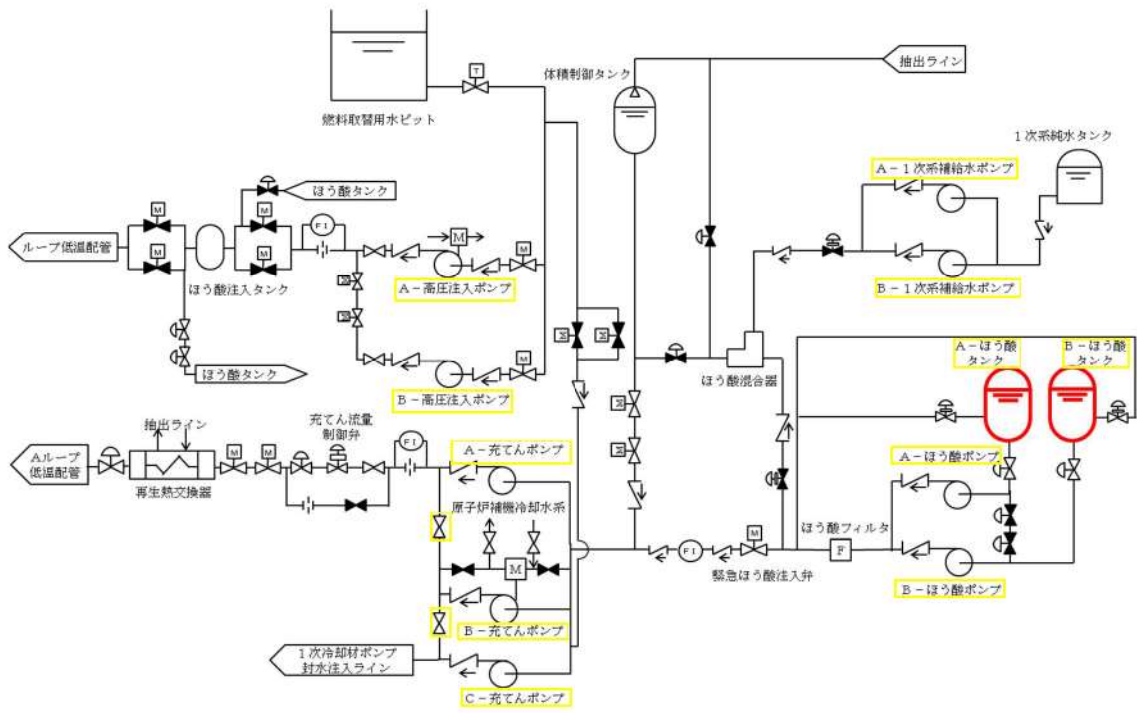 T
体積制御タンク
抽出ライン
燃料取替用水ピット
1次系純水タンク
A－1次系補給水ポンプ
ほう酸タンク
M
M
FI
M
ループ低温配管
M
M
M
B－1次系補給水ポンプ
ほう酸注入タンク
A－高圧注入ポンプ
M
M
M
M
A－ほう酸
タンク
B－ほう酸
タンク
M
ほう酸タンク
ほう酸混合器
B－高圧注入ポンプ
M
抽出ライン
充てん流量
制御弁
FI
A－充てんポンプ
M
Aループ
低温配管
M
M
A－ほう酸ポンプ
再生熱交換器
原子炉補機冷却水系
ほう酸フィルタ
M
FI
F
M
緊急ほう酸注入弁
B－ほう酸ポンプ
B－充てんポンプ
1次冷却材ポンプ
封水注入ライン
C－充てんポンプ